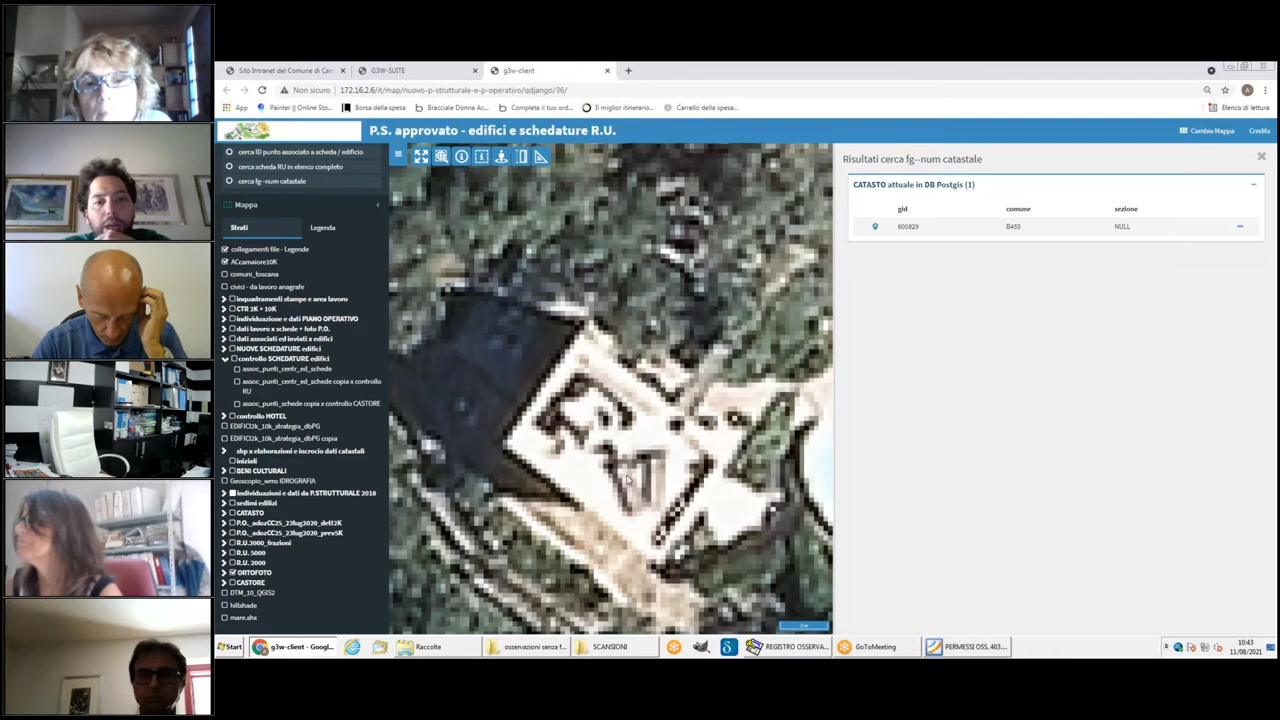 Sito Intranet del Comune di Can
G3W-SUITE
g3w-client
Non sicuro
172.16.2.6/it/map/nuovo-p-strutturale-e-p-operativo/qdjango/36/
App
Painter || Online Sto...
Borsa della spesa
Bracciale Donna Ac...
Completa il tuo ord...
Il miglior itinerario...
Carrello della spesa...
Elenco di lettura
P.S. approvato - edifici e schedature R.U.
Cambia Mappa
Credits
cerca ID punto associato a scheda / edificio
cerca scheda RU in elenco completo
cerca fg--num catastale
Mappa
Strati
Legenda
collegamenti file - Legende
ACcamaiore10K
comuni_toscana
civici - da lavoro anagrafe
inquadramenti stampe e area lavoro
CTR 2K + 10K
individuazione e dati PIANO OPERATIVO
dati lavoro x schede + foto P.O.
dati associati ed inviati x edifici
NUOVE SCHEDATURE edifici
controllo SCHEDATURE edifici
assoc_punti_centr_ed_schede
assoc_punti_centr_ed_schede copia x controllo
RU
assoc_punti_schede copia x controllo CASTORE
controllo HOTEL
EDIFICI2k_10k_strategia_dbPG
EDIFICI2k_10k_strategia_dbPG copia
shp x elaborazioni e incrocio dati catastali
iniziali
BENI CULTURALI
Geoscopio_wms IDROGRAFIA
individuazioni e dati da P.STRUTTURALE 2018
sedimi edilizi
CATASTO
P.O._adozCC25_23lug2020_dett2K
P.O._adozCC25_23lug2020_prev5K
R.U.2000_frazioni
R.U. 5000
R.U. 2000
ORTOFOTO
CASTORE
DTM_10_QGIS2
hillshade
mare.shx
Risultati cerca fg--num catastale
CATASTO attuale in DB Postgis (1)
gid
comune
sezione
600829
B455
NULL
Start
g3w-client - Googl...
Raccolte
osservazioni senza f...
SCANSIONI
REGISTRO OSSERVA...
GoToMeeting
PERMESSI OSS. 403....
10:43
11/08/2021